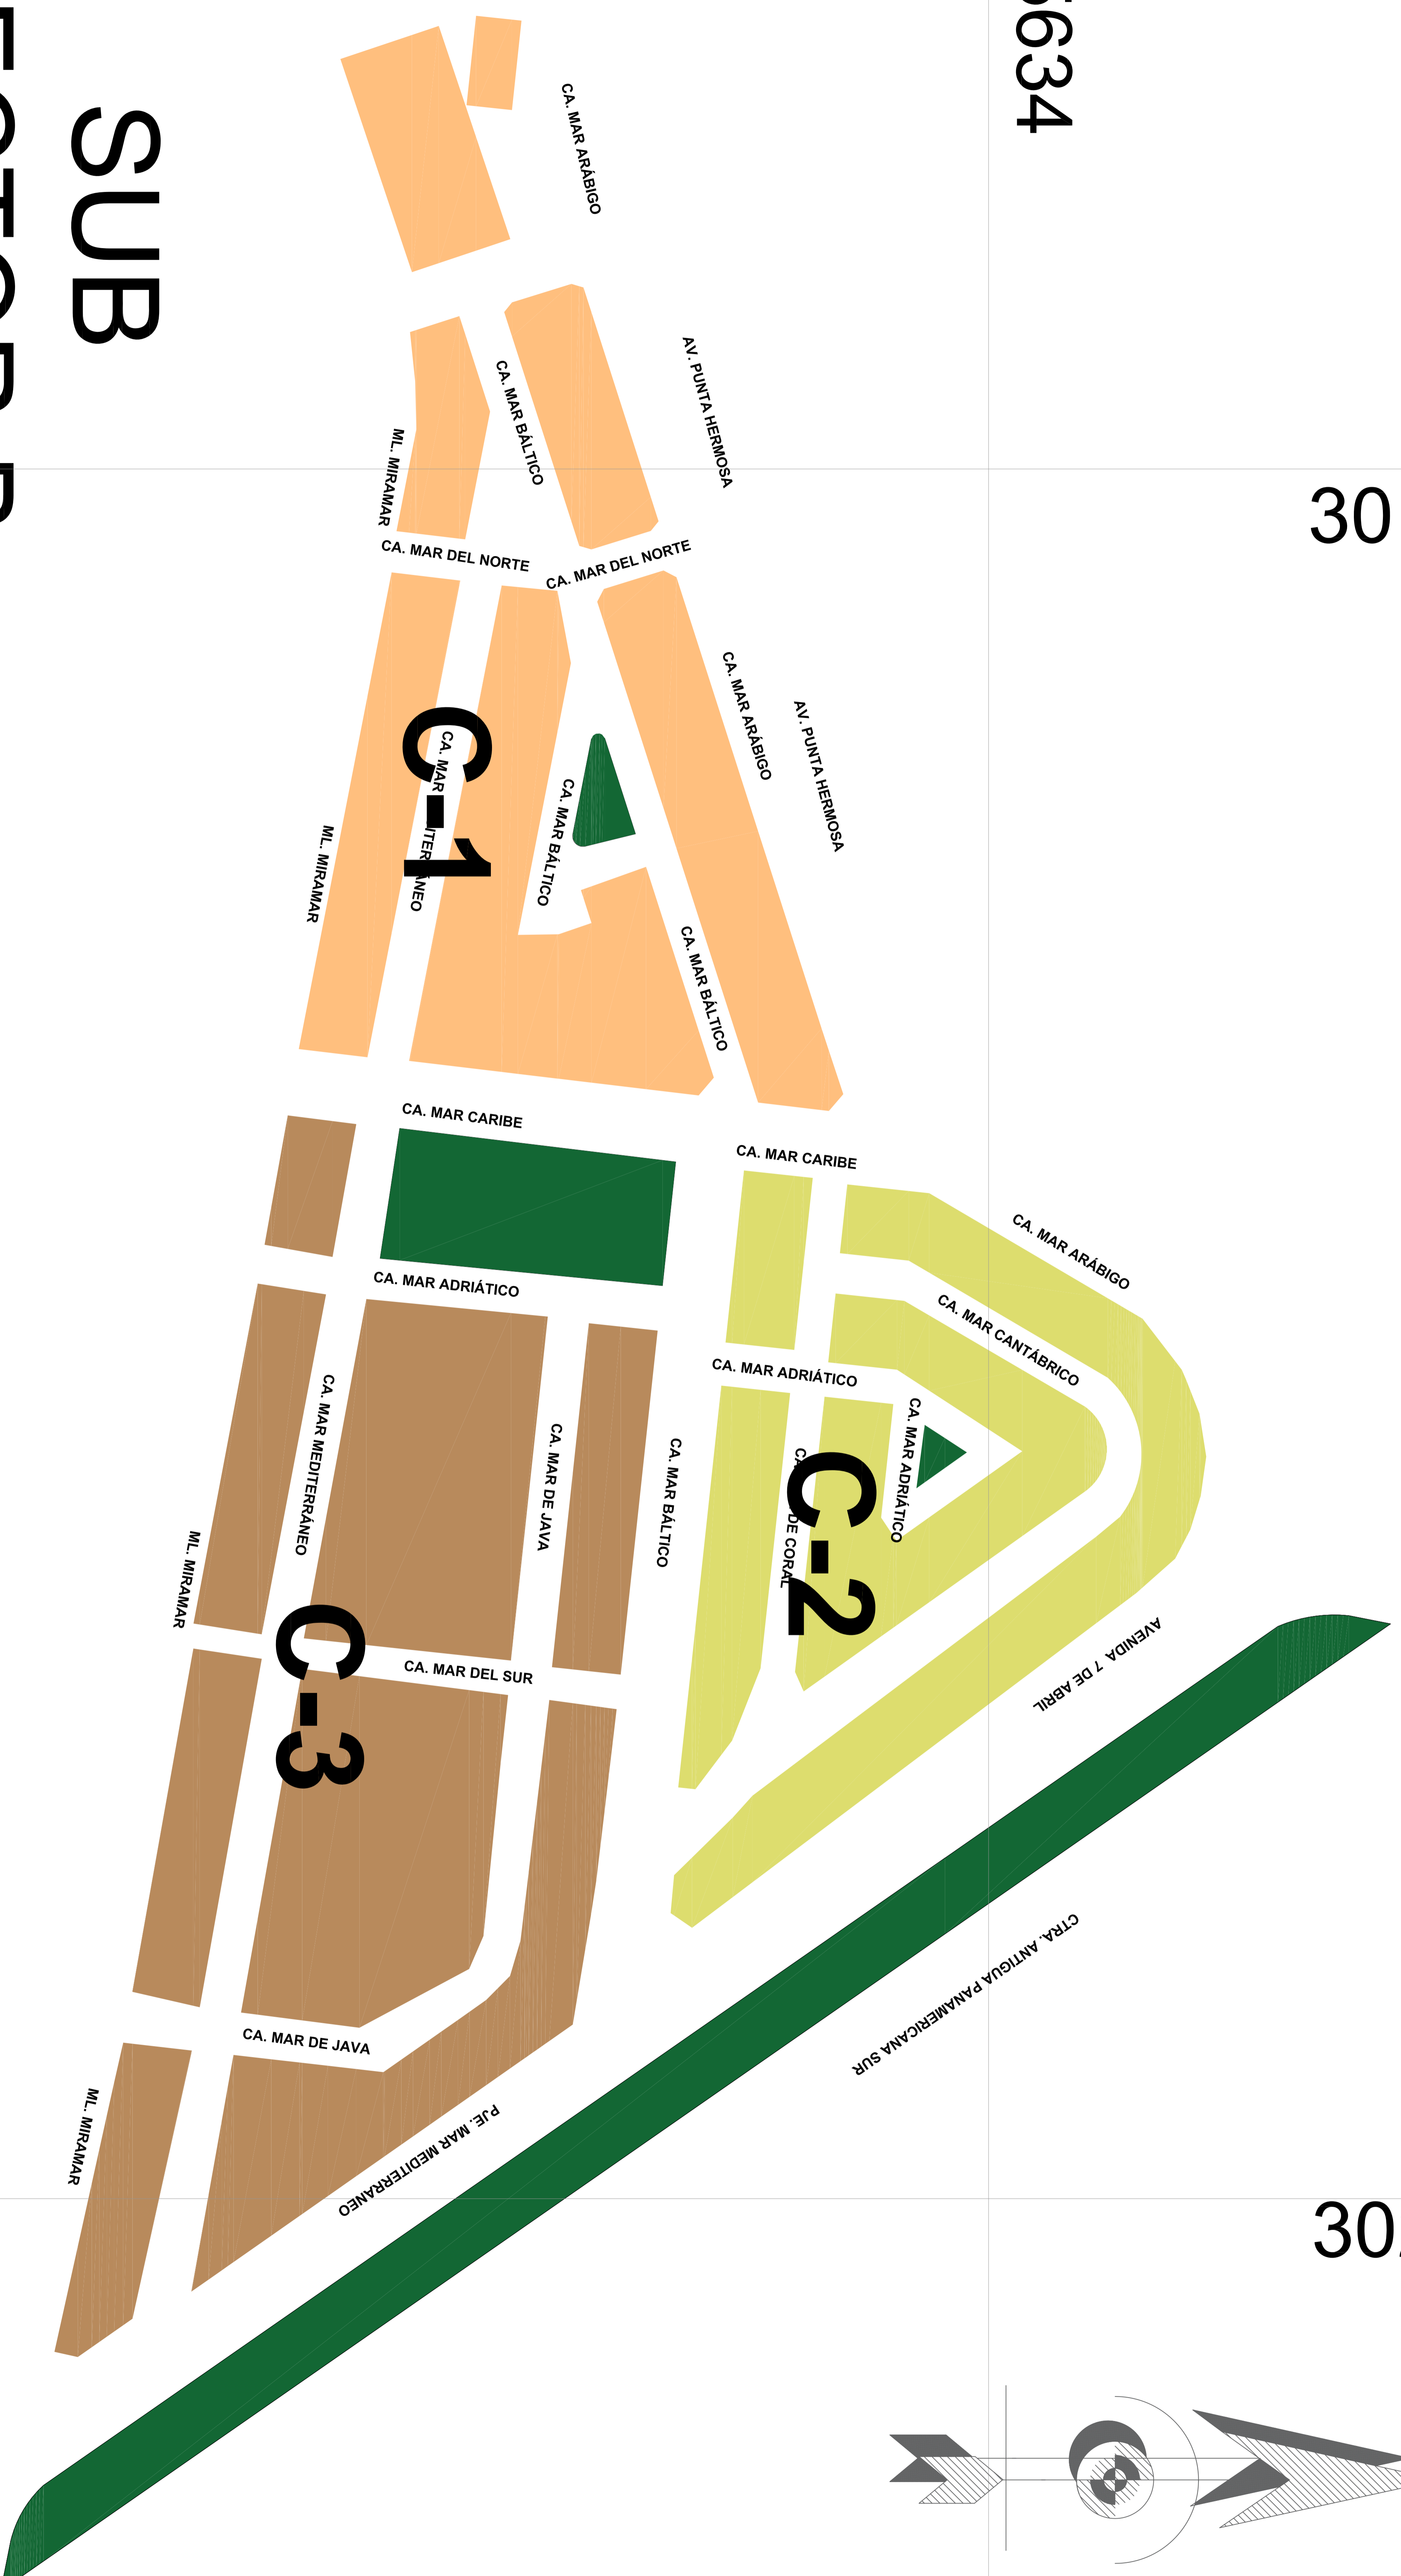 SUB
5634
CA. MAR ARÁBIGO
AV. PUNTA HERMOSA
CA. MAR BÁLTICO
ML. MIRAMAR
30
CA. MAR DEL NORTE
CA. MAR DEL NORTE
CA. MAR ARÁBIGO
AV. PUNTA HERMOSA
C-1
CA. MAR BÁLTICO
ML. MIRAMAR
CA. MAR BÁLTICO
CA. MAR CARIBE
CA. MAR CARIBE
CA. MAR ARÁBIGO
CA. MAR ADRIÁTICO
CA. MAR CANTÁBRICO
CA. MAR ADRIÁTICO
CA. MAR ADRIÁTICO
CA. MAR MEDITERRÁNEO
CA. MAR DE JAVA
CA. MAR BÁLTICO
DE CORAL
C-2
ML. MIRAMAR
C-3
CA. MAR DEL SUR
AVENIDA 7 DE ABRIL
CTRA. ANTIGUA PANAMERICANA SUR
CA. MAR DE JAVA
ML. MIRAMAR
PJE. MAR MEDITERRANEO
30